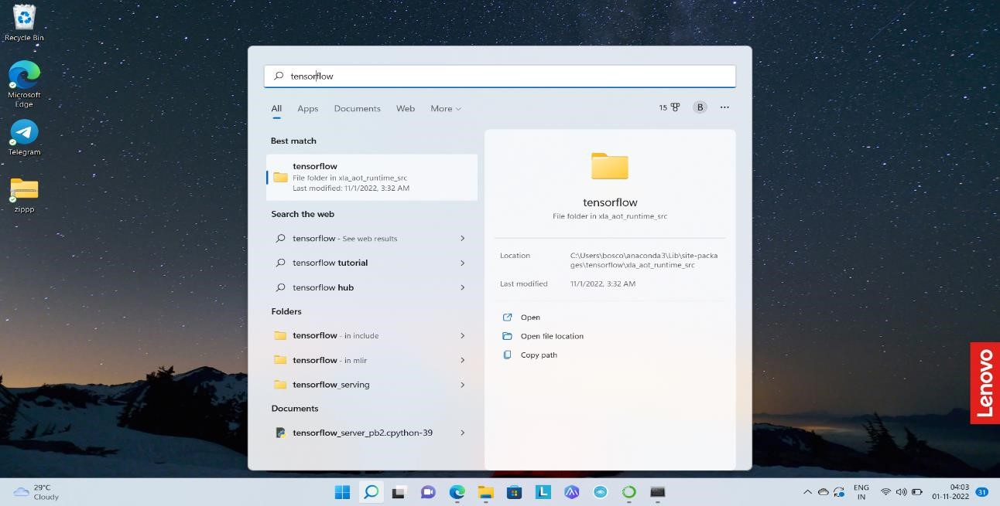 Recycle Bin
Microsoft
Edge
Telegram
zippp
tensorflow
All Apps Documents Web More
15 B ...
Best match
tensorflow
File folder in xla_aot_runtime_src
Last modified: 11/1/2022, 3:32 AM
Search the web
tensorflow - See web results
tensorflow tutorial
tensorflow hub
Folders
tensorflow - in include
tensorflow - in mlir
tensorflow_serving
Documents
tensorflow_server_pb2.cpython-39
tensorflow
File folder in xla_aot_runtime_src
Location C:\Users\bosco\anaconda3\Lib\site-packa
ges\tensorflow\xla_aot_runtime_src
Last modified 11/1/2022, 3:32 AM
Open
Open file location
Copy path
Lenovo
29°C
Cloudy
L
ENG
IN
04:03
01-11-2022
31